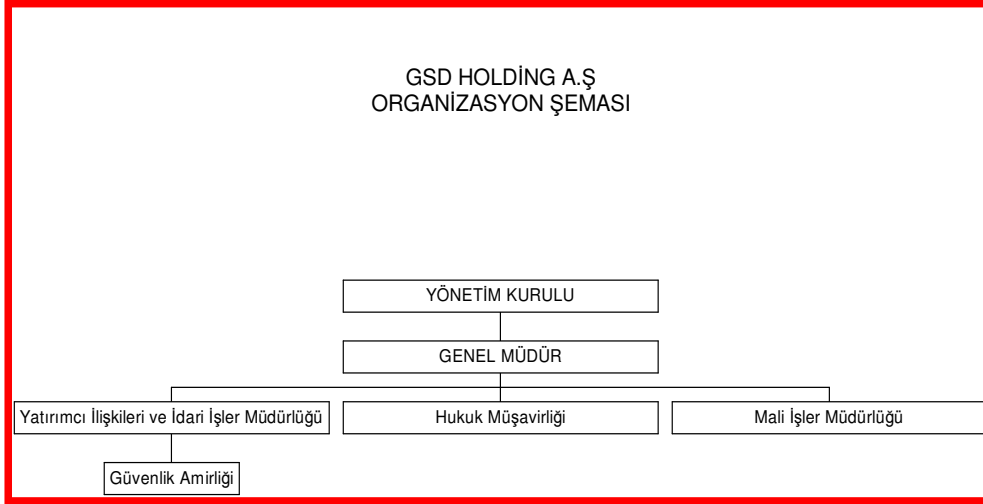 GSD HOLDİNG A.Ş
ORGANİZASYON ŞEMASI
YÖNETİM KURULU
GENEL MÜDÜR
Yatırımcı İlişkileri ve İdari İşler Müdürlüğü
Hukuk Müşavirliği
Mali İşler Müdürlüğü
Güvenlik Amirliği